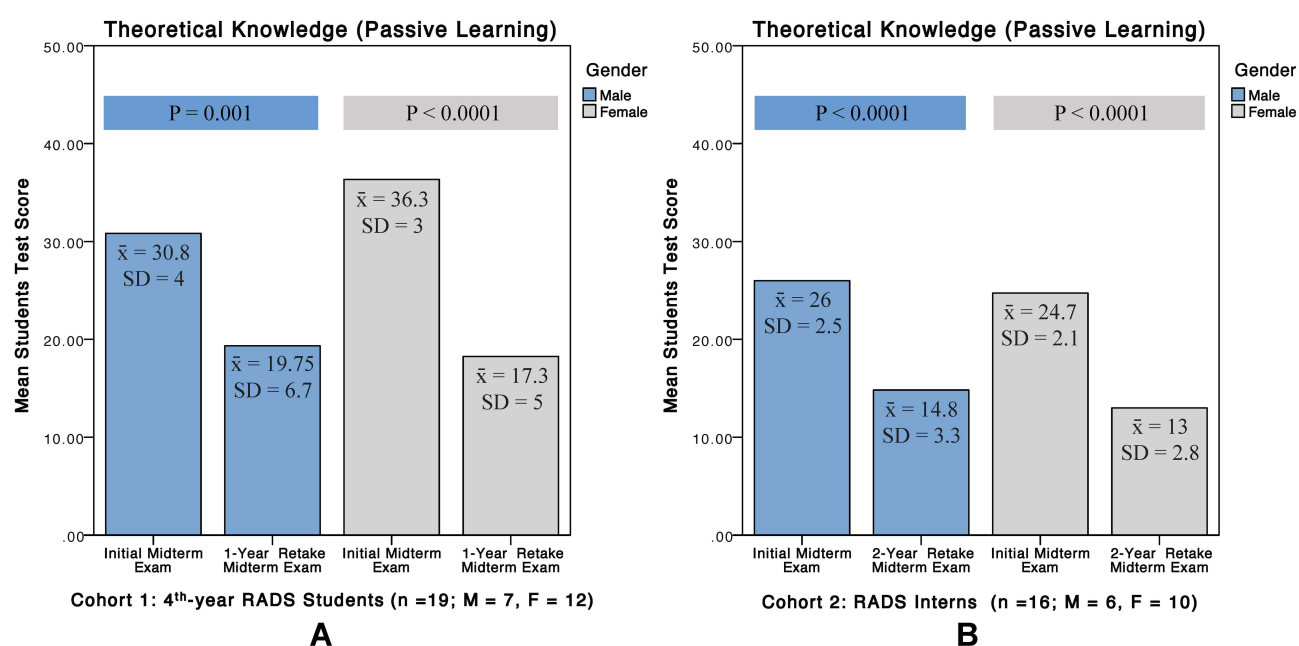 Theoretical Knowledge (Passive Learning)
Mean Students Test Score
50.00
40.00
30.00
20.00
10.00
.00
Gender
Male
Female
P = 0.001
P < 0.0001
x̄ = 30.8
SD = 4
x̄ = 19.75
SD = 6.7
x̄ = 36.3
SD = 3
x̄ = 17.3
SD = 5
Initial Midterm
Exam
1-Year Retake
Midterm Exam
Initial Midterm
Exam
1-Year Retake
Midterm Exam
Cohort 1: 4th-year RADS Students (n =19; M = 7, F = 12)
A
Theoretical Knowledge (Passive Learning)
Mean Students Test Score
50.00
40.00
30.00
20.00
10.00
.00
Gender
Male
Female
P < 0.0001
P < 0.0001
x̄ = 26
SD = 2.5
x̄ = 14.8
SD = 3.3
x̄ = 24.7
SD = 2.1
x̄ = 13
SD = 2.8
Initial Midterm
Exam
2-Year Retake
Midterm Exam
Initial Midterm
Exam
2-Year Retake
Midterm Exam
Cohort 2: RADS Interns (n =16; M = 6, F = 10)
B